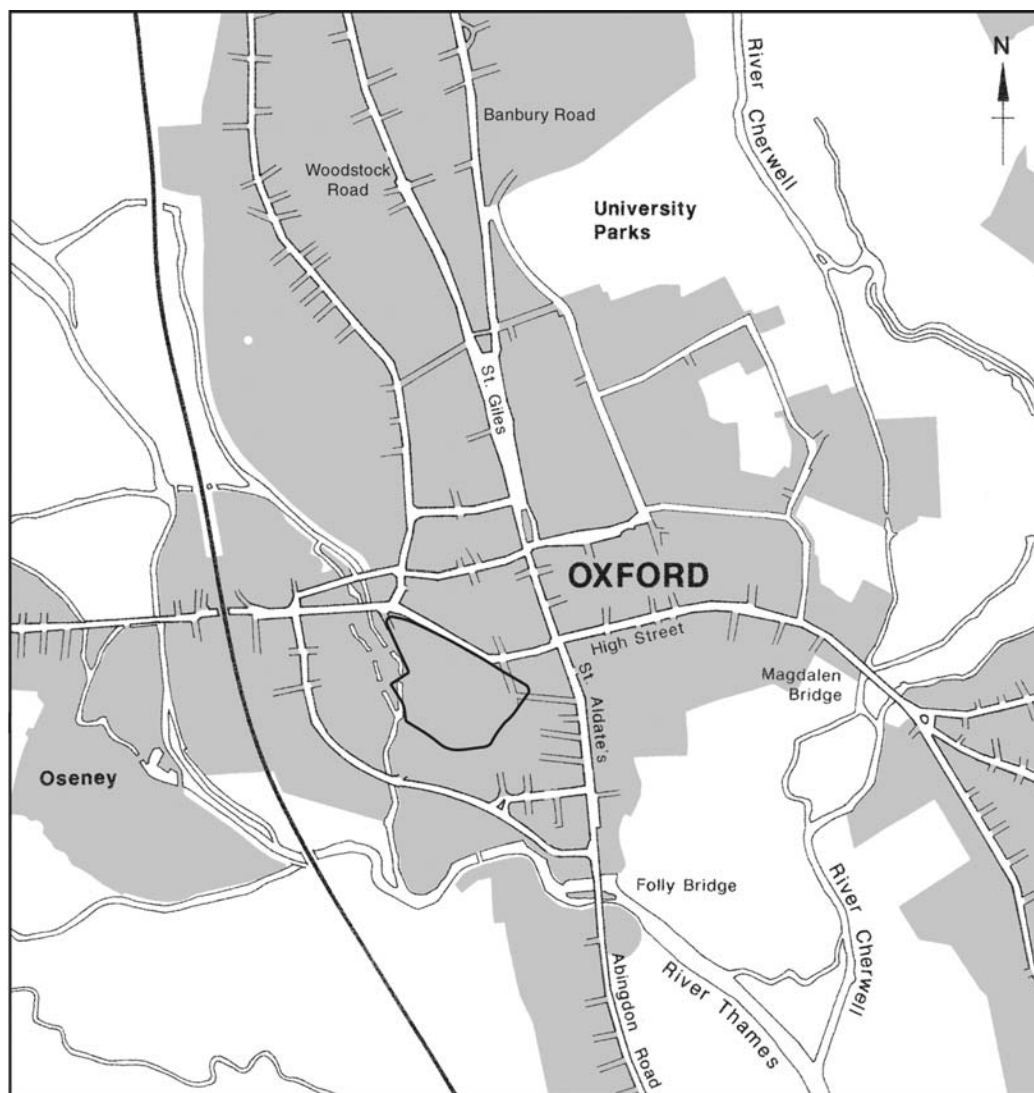 N
River Cherwell
Banbury Road
Woodstock
Road
University
Parks
St. Giles
OXFORD
High Street
St. Aldate's
Magdalen
Bridge
Oseney
Folly Bridge
River Cherwell
Abingdon Road
River Thames